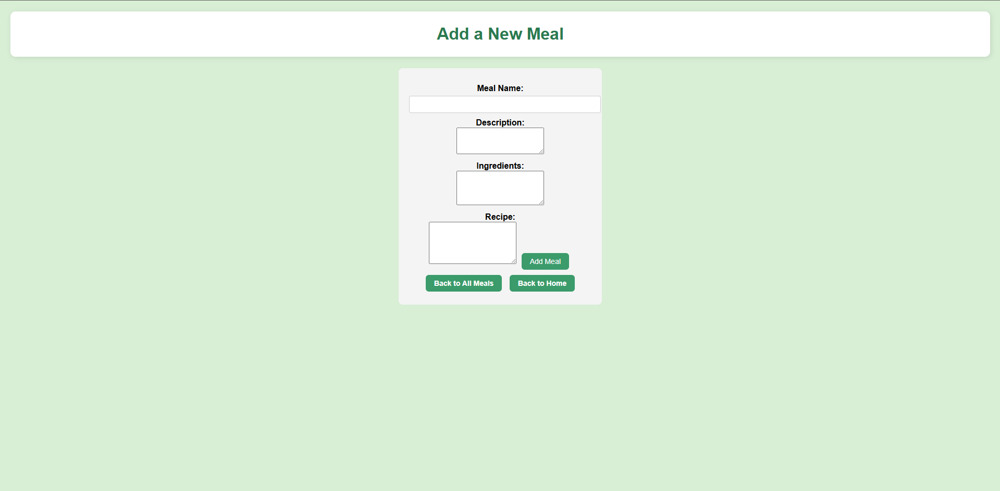 Add a New Meal
Meal Name:
Description:
Ingredients:
Recipe:
Add Meal
Back to All Meals Back to Home